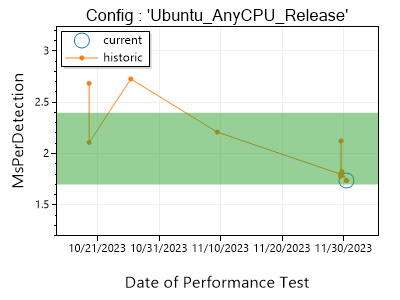 Config : 'Ubuntu_AnyCPU_Release'
current
historic
MsPerDetection
3
2.5
2
1.5
10/21/2023
10/31/2023
11/10/2023
11/20/2023
11/30/2023
Date of Performance Test